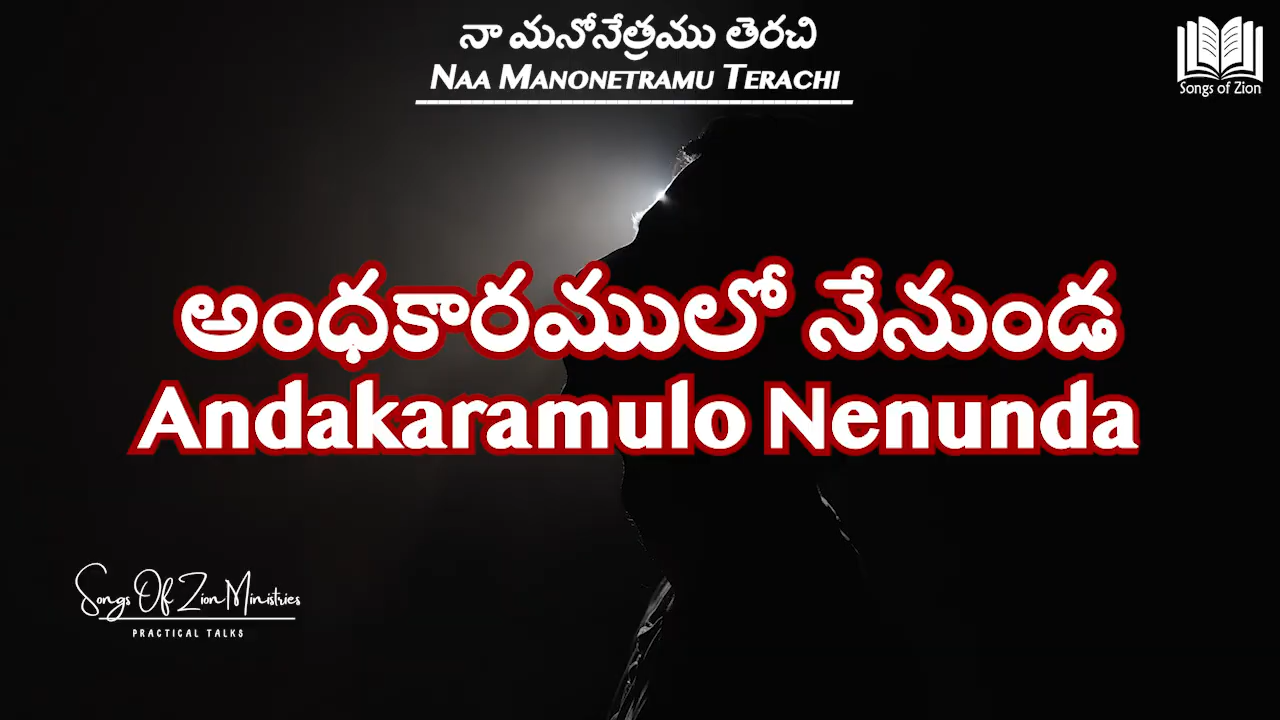 నా మనోనేత్రము తెరచి
Naa Manonetramu Terachi
Songs of Zion
అంధకారములో నేనుండ
Andakaramulo Nenunda
Songs Of Zion Ministries
PRACTICAL TALKS